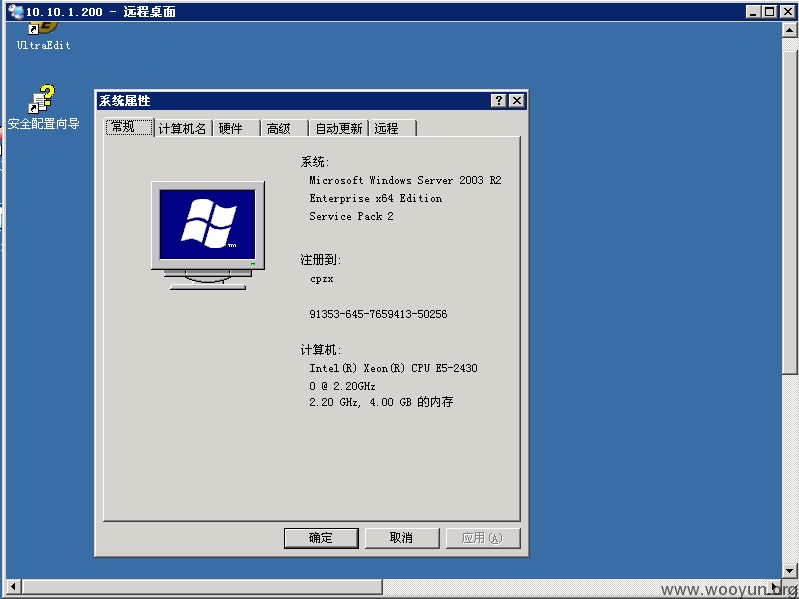 10.10.1.200 - 远程桌面
UltraEdit
安全配置向导
系统属性
常规 计算机名 硬件 高级 自动更新 远程
系统:
Microsoft Windows Server 2003 R2
Enterprise x64 Edition
Service Pack 2
注册到:
cpzx
91353-645-7659413-50256
计算机:
Intel(R) Xeon(R) CPU E5-2430
0 @ 2.20GHz
2.20 GHz, 4.00 GB 的内存
确定 取消 应用(A)
www.wooyun.org